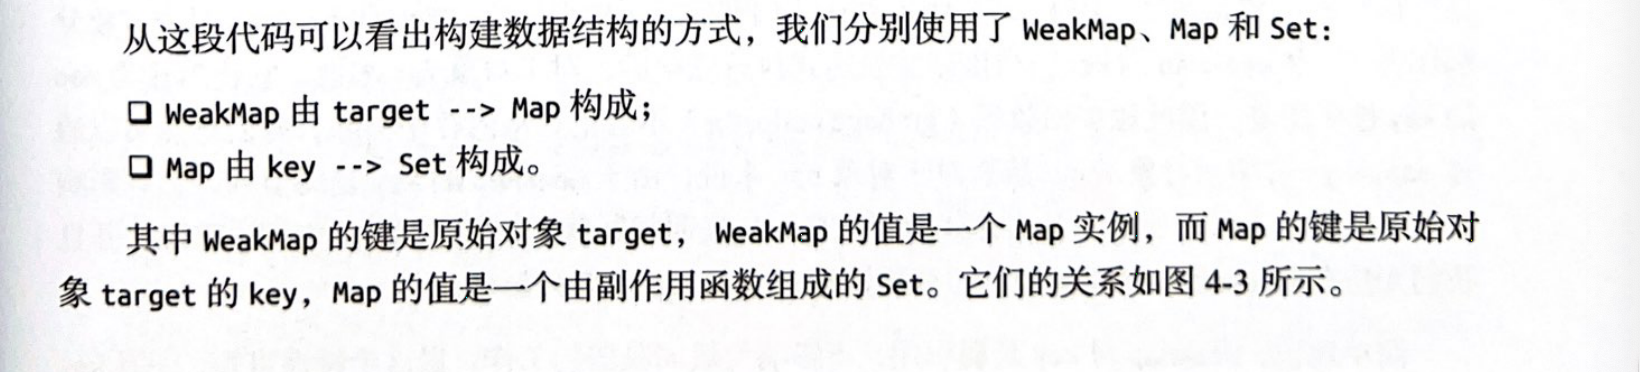 从这段代码可以看出构建数据结构的方式，我们分别使用了 WeakMap、Map 和 Set：
❑ WeakMap 由 target --> Map 构成；
❑ Map 由 key --> Set 构成。
其中 WeakMap 的键是原始对象 target，WeakMap 的值是一个 Map 实例，而 Map 的键是原始对
象 target 的 key，Map 的值是一个由副作用函数组成的 Set。它们的关系如图 4-3 所示。